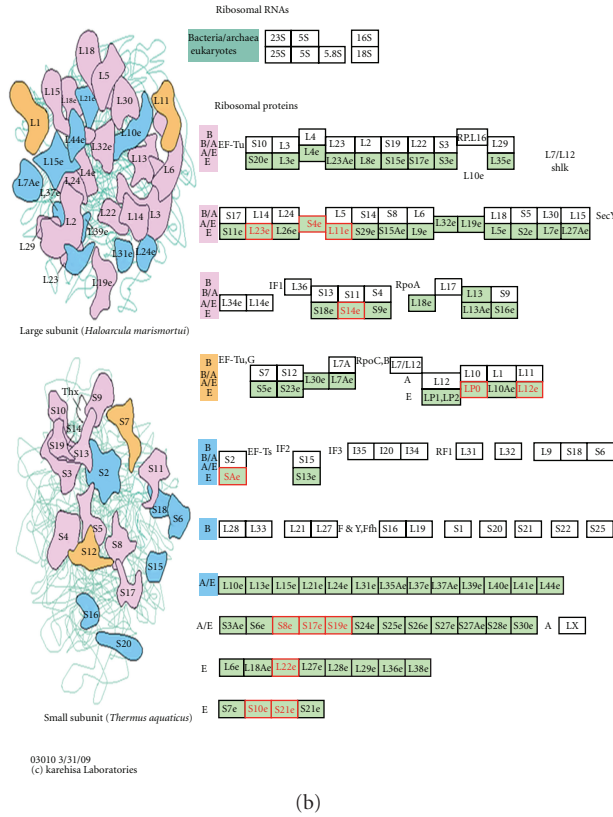 Ribosomal RNAs
Bacteria/archaea
eukaryotes
23S 5S 16S
25S 5S 5.8S 18S
Ribosomal proteins
B
B/A
A/E
E
EF-Tu
S10 L3 L4 L23 L2 S19 L22 S3 RP.L16 L29
S20e L3e L4e L23Ae L8e S15e S17e S3e L10e L35e
L7/L12
shlk
B
B/A
A/E
E
S17 L14 L24 L5 S14 S8 L6 L18 S5 L30 L15 SecY
S11e L23e L26e S4e L11e S29e S15Ae L9e L32e L19e L5e S2e L7e L27Ae
B
B/A
A/E
E
L34e L14e
IF1 L36 RpoA L17 L13 S9
S13 S11 S4
S18e S14e S9e L18e L13Ae S16e
B
B/A
A/E
E
EF-Tu,G L7A RpoC,B L7/L12
S7 S12 A L10 L1 L11
S5e S23e L30e L7Ae L12 LP0 L10Ae L12e
E LP1,LP2
B
B/A
A/E
E
EF-Ts IF2 IF3 I35 I20 I34 RF1 L31 L32 L9 S18 S6
S2 S15
SAe S13e
B L28 L33 L21 L27 F & Y,Ffh S16 L19 S1 S20 S21 S22 S25
A/E L10e L13e L15e L21e L24e L31e L35Ae L37e L37Ae L39e L40e L41e L44e
A/E S3Ae S6e S8e S17e S19e S24e S25e S26e S27e S27Ae S28e S30e A LX
E L6e L18Ae L22e L27e L28e L29e L36e L38e
E S7e S10e S21e S21e
L18
L5
L15 L18e L21e L30 L11
L1
L44e L10e
L32e
L15e L13 L6
L7Ae L4e
L37e L24
L22 L14 L3
L2
L39e
L29 L31e L24e
L23
L19e
Large subunit (Haloarcula marismortui)
Thx S9
S10
S14 S7
S19 S13
S3 S2 S11
S18
S6
S4 S5
S12 S8
S15
S17
S16
S20
Small subunit (Thermus aquaticus)
03010 3/31/09
(c) karehisa Laboratories
(b)